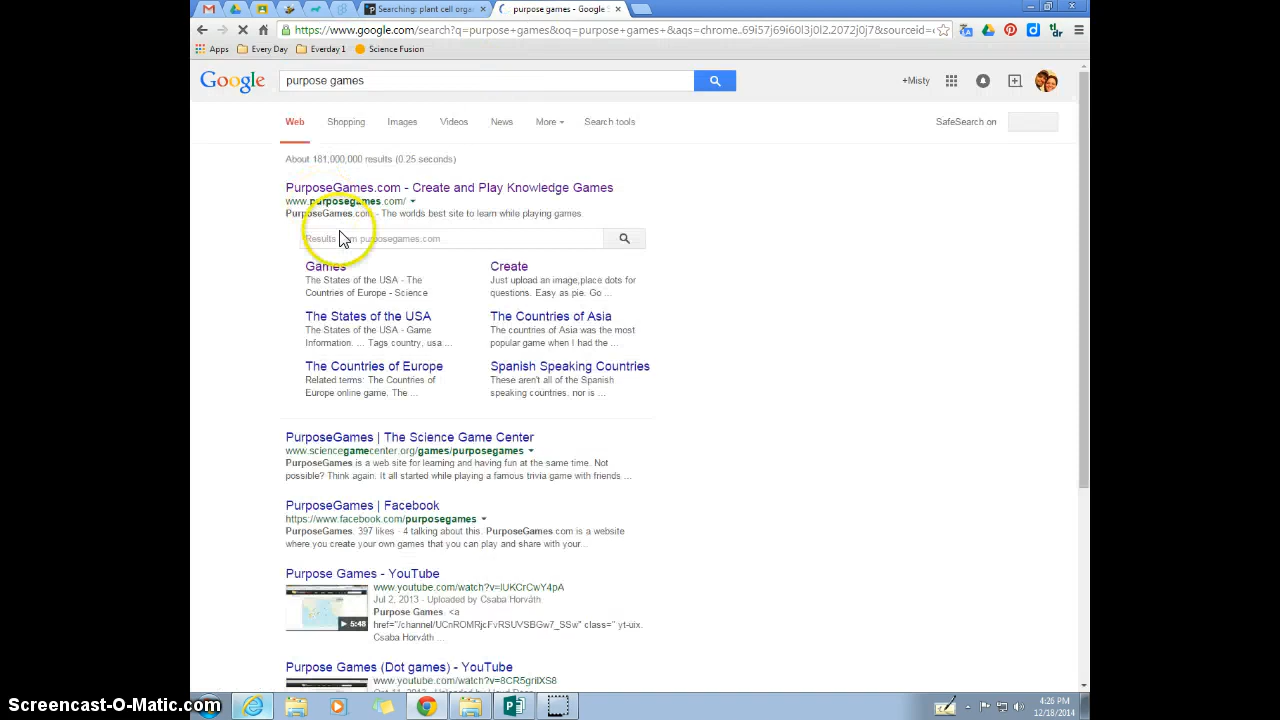 Searching: plant cell orga
purpose games - Google S
https://www.google.com/search?q=purpose+games&oq=purpose+games+&aqs=chrome..69i57j69i60l3j0l2.2072j0j7&sourceid=c
Apps Every Day Everday 1 Science Fusion
Google purpose games +Misty
Web Shopping Images Videos News More Search tools SafeSearch on
About 181,000,000 results (0.25 seconds)
PurposeGames.com - Create and Play Knowledge Games
www.purposegames.com/
PurposeGames.com - The worlds best site to learn while playing games.
Results from purposegames.com
Games
The States of the USA - The
Countries of Europe - Science
Create
Just upload an image,place dots for
questions. Easy as pie. Go ...
The States of the USA
The States of the USA - Game
Information. ... Tags country, usa ...
The Countries of Asia
The countries of Asia was the most
popular game when I had the ...
The Countries of Europe
Related terms: The Countries of
Europe online game. The ...
Spanish Speaking Countries
These aren't all of the Spanish
speaking countries. nor is ...
PurposeGames | The Science Game Center
www.sciencegamecenter.org/games/purposegames
PurposeGames is a web site for learning and having fun at the same time. Not
possible? Think again. It all started while playing a famous trivia game with friends ...
PurposeGames | Facebook
https://www.facebook.com/purposegames
PurposeGames. 397 likes · 4 talking about this. PurposeGames.com is a website
where you create your own games that you can play and share with your...
Purpose Games - YouTube
www.youtube.com/watch?v=lUKCrCwY4pA
Jul 2, 2013 - Uploaded by Csaba Horváth
Purpose Games. <a
href="/channel/UCnROMRjcFvRSUVSBGw7_SSw" class=" yt-uix.
Csaba Horváth ...
5:48
Purpose Games (Dot games) - YouTube
www.youtube.com/watch?v=8CR5grilXS8
4:26 PM
12/18/2014
Screencast-O-Matic.com